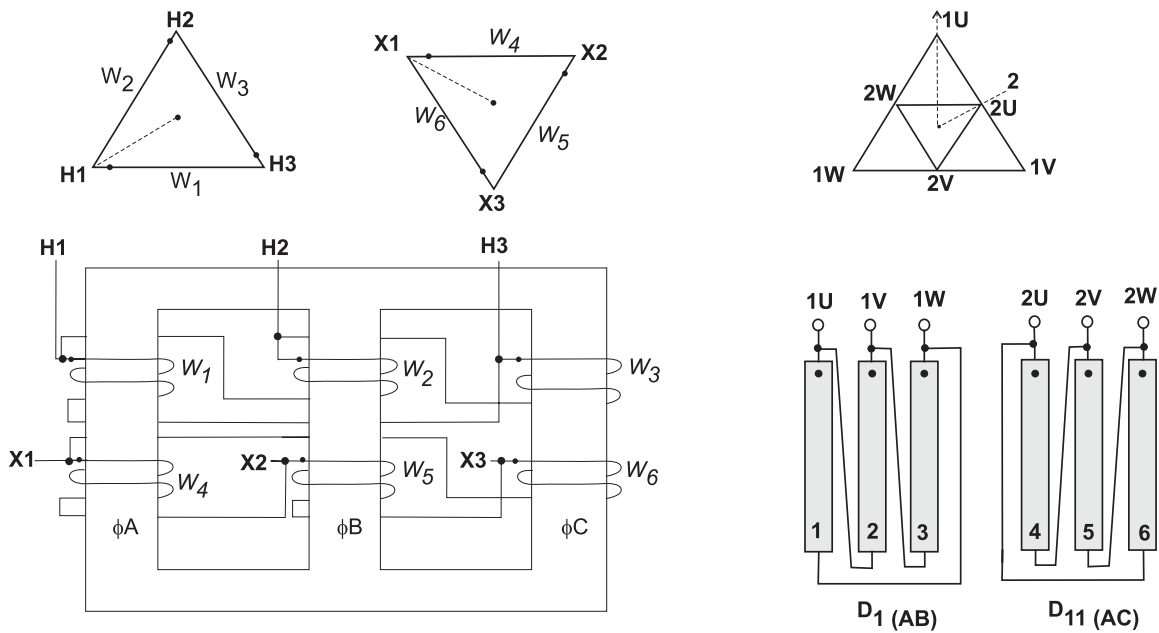 H2
W2
W3
H1
H3
W1
X1
W4
X2
W6
W5
X3
1U
2
2W
2U
1W
2V
1V
H1
H2
H3
W1
W2
W3
X1
X2
X3
W4
W5
W6
ϕA
ϕB
ϕC
1U 1V 1W
2U 2V 2W
1 2 3
4 5 6
D1 (AB)
D11 (AC)